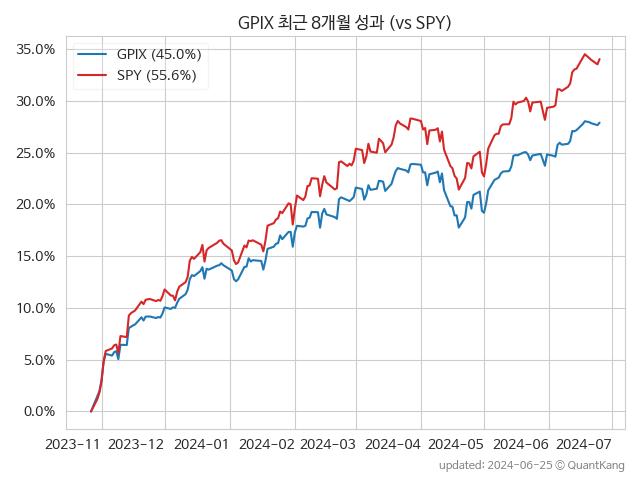 GPIX 최근 8개월 성과 (vs SPY)
GPIX (45.0%)
SPY (55.6%)
35.0%
30.0%
25.0%
20.0%
15.0%
10.0%
5.0%
0.0%
2023-11 2023-12 2024-01 2024-02 2024-03 2024-04 2024-05 2024-06 2024-07
updated: 2024-06-25 © QuantKang